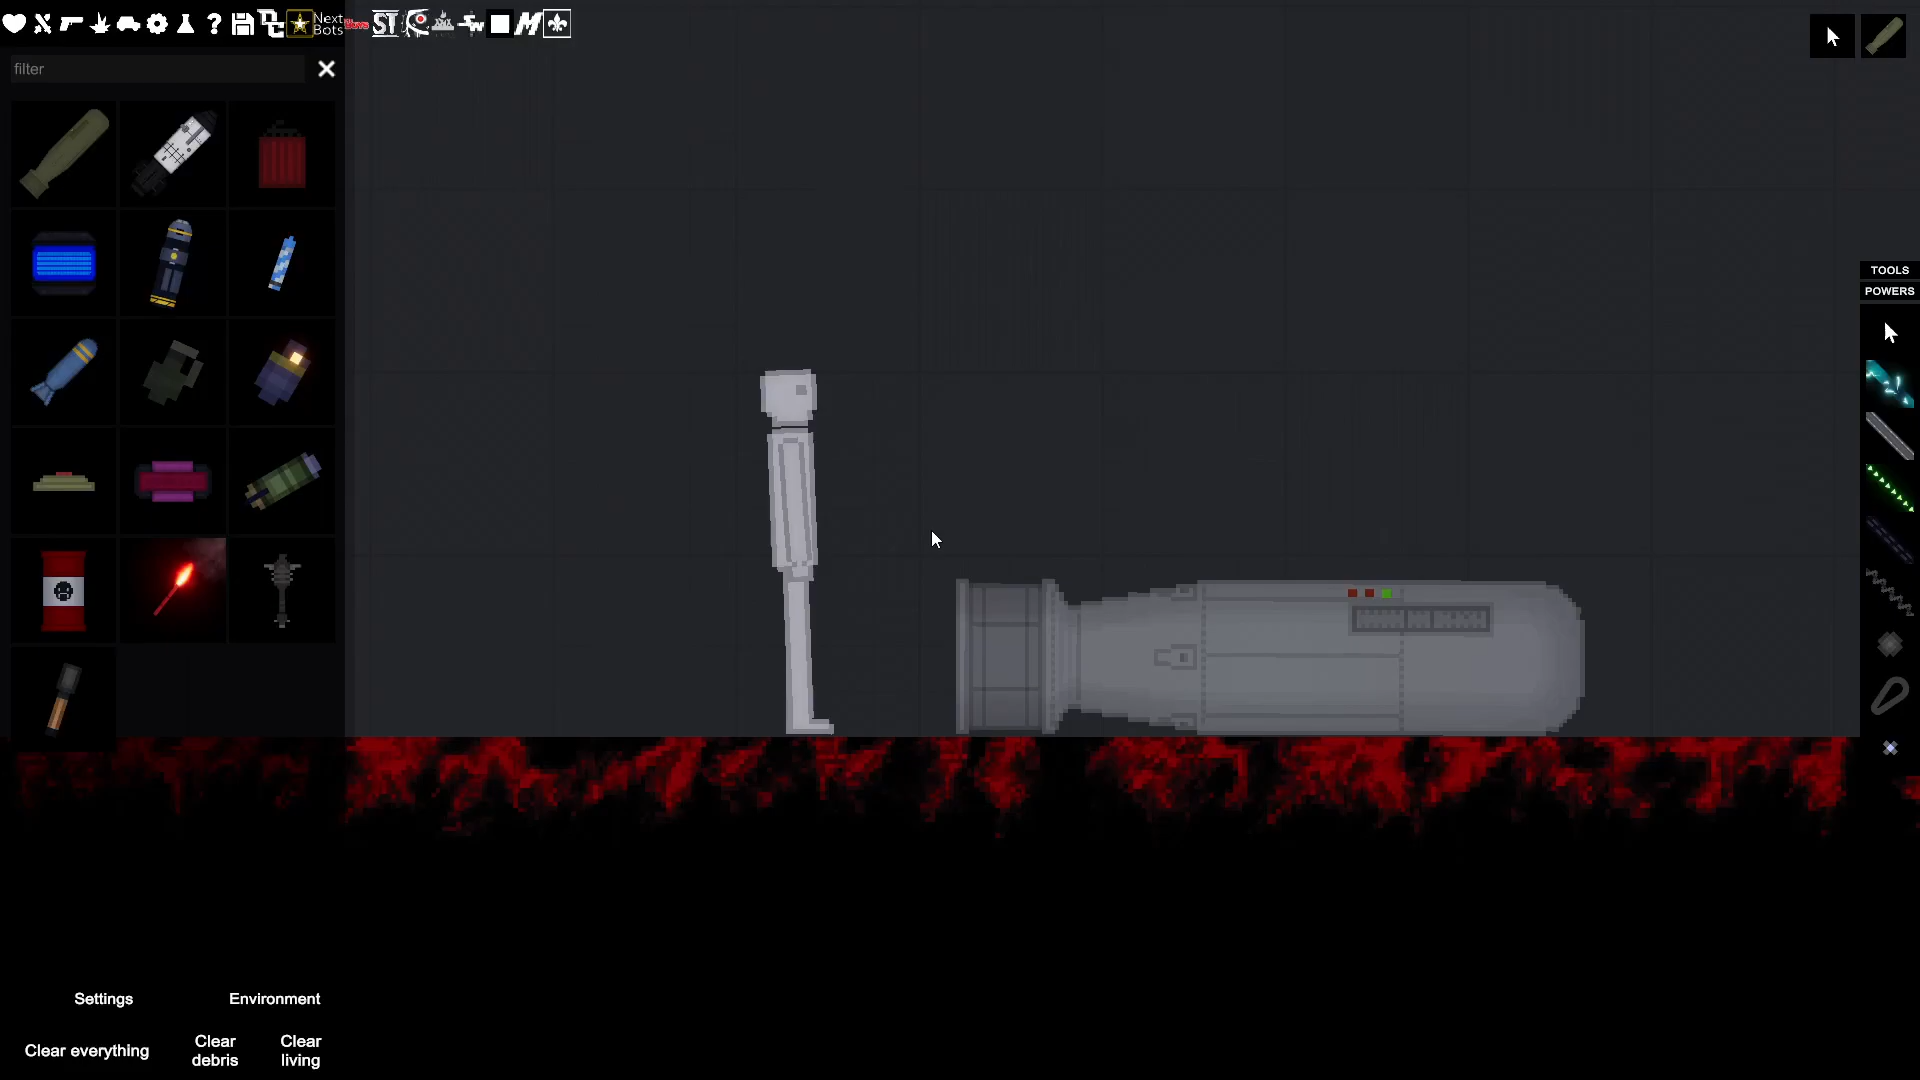 Next
Bots
ST
filter
TOOLS
POWERS
Settings
Environment
Clear everything
Clear
debris
Clear
living